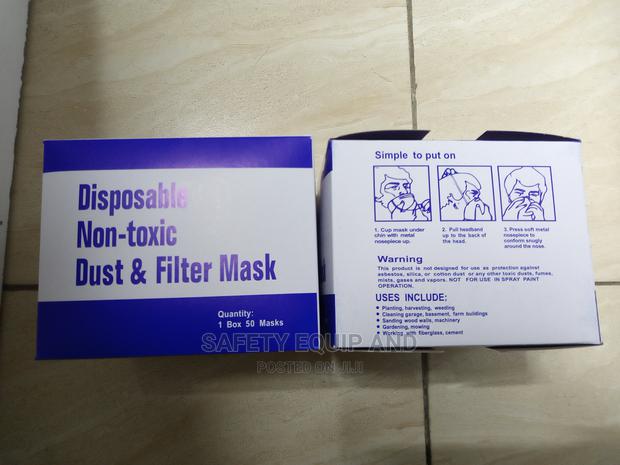 Disposable
Non-toxic
Dust & Filter Mask
Quantity:
1 Box 50 Masks
Simple to put on
1. Cup mask under
chin with metal
nosepiece up.
2. Pull headband
up to the back of
the head.
3. Press soft metal
nosepiece to
conform snugly
around the nose.
Warning
This product is not designed for use as protection against
asbestos, silica, or cotton dust or any other toxic dusts, fumes,
mists, gases and vapors. NOT FOR USE IN SPRAY PAINT
OPERATION.
USES INCLUDE:
• Planting, harvesting, weeding
• Cleaning garage, bassment, farm buildings
• Sanding wood walls, machinery
• Gardening, mowing
• Working with fiberglass, cement
SAFETY EQUIP AND
POSTED ON JIJI